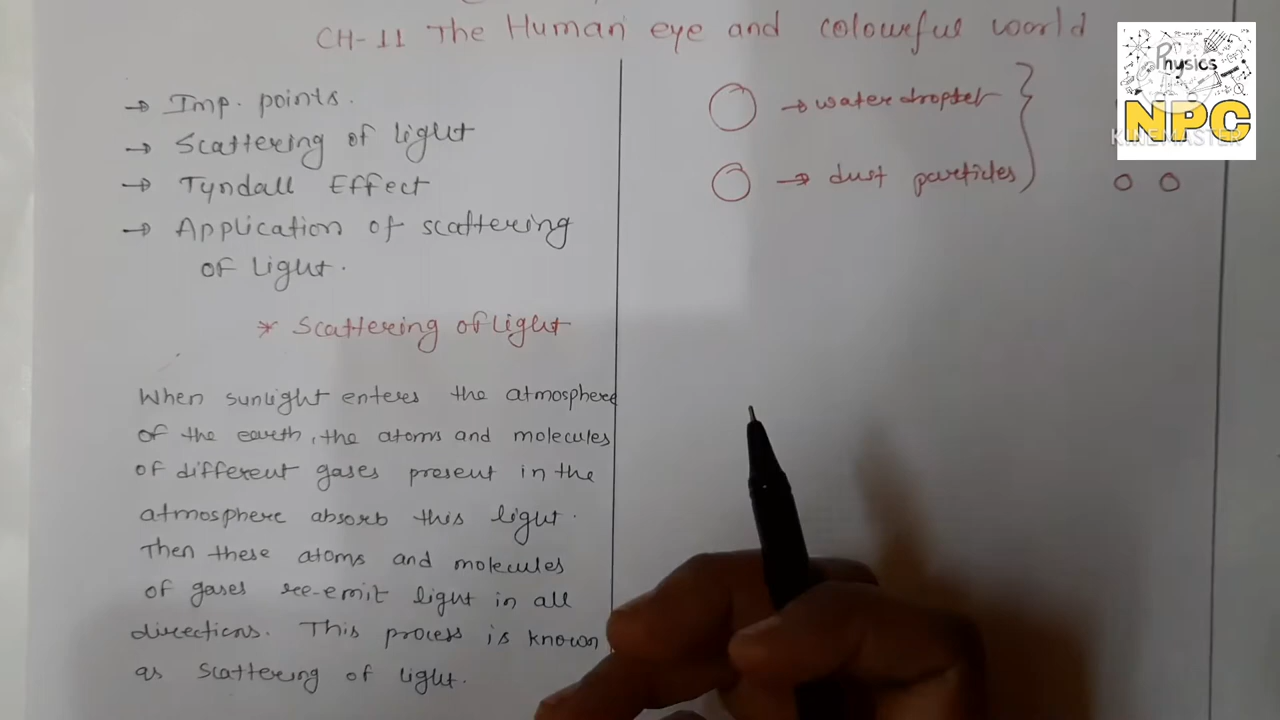 CH-11 The Human eye and colourful world
→ Imp. points.
→ Scattering of light
→ Tyndall Effect
→ Application of scattering
of light.
* Scattering of light
When sunlight enters the atmosphere
of the earth, the atoms and molecules
of different gases present in the
atmosphere absorb this light.
Then these atoms and molecules
of gases re-emit light in all
directions. This process is known
as scattering of light.
→ water droplet
→ dust particles
Physics
NPC
KINEMASTER